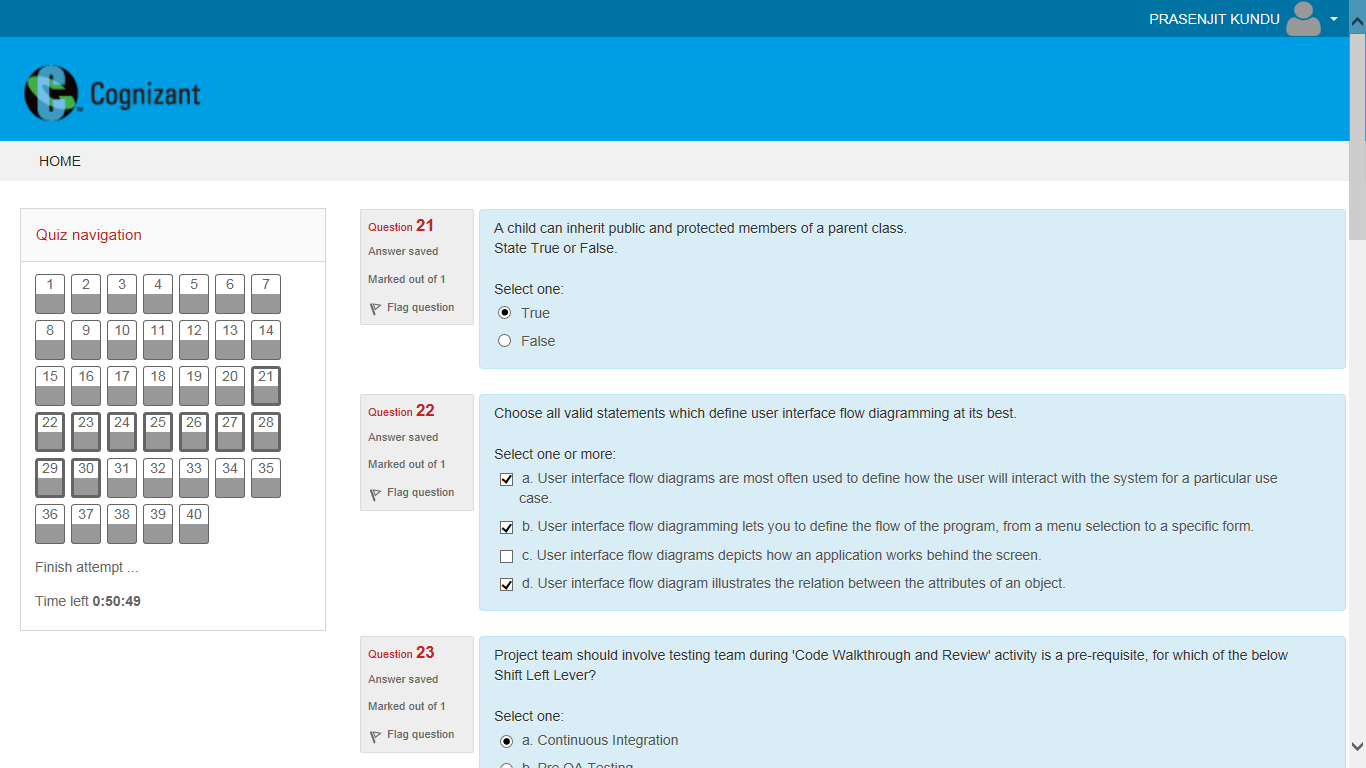 PRASENJIT KUNDU
Cognizant
HOME
Quiz navigation
1 2 3 4 5 6 7
8 9 10 11 12 13 14
15 16 17 18 19 20 21
22 23 24 25 26 27 28
29 30 31 32 33 34 35
36 37 38 39 40
Finish attempt ...
Time left 0:50:49
Question 21
Answer saved
Marked out of 1
Flag question
A child can inherit public and protected members of a parent class.
State True or False.
Select one:
True
False
Question 22
Answer saved
Marked out of 1
Flag question
Choose all valid statements which define user interface flow diagramming at its best.
Select one or more:
a. User interface flow diagrams are most often used to define how the user will interact with the system for a particular use
case.
b. User interface flow diagramming lets you to define the flow of the program, from a menu selection to a specific form.
c. User interface flow diagrams depicts how an application works behind the screen.
d. User interface flow diagram illustrates the relation between the attributes of an object.
Question 23
Answer saved
Marked out of 1
Flag question
Project team should involve testing team during 'Code Walkthrough and Review' activity is a pre-requisite, for which of the below
Shift Left Lever?
Select one:
a. Continuous Integration
b. Pre QA Testing